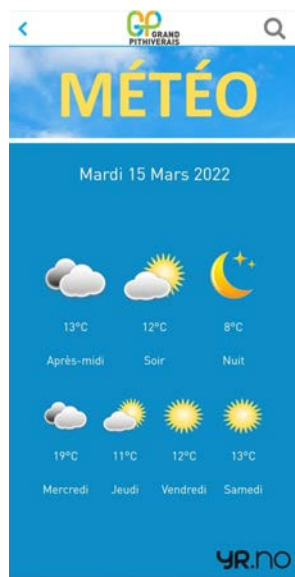 GP GRAND
PITHIVERAIS
MÉTÉO
Mardi 15 Mars 2022
13°C 12°C 8°C
Après-midi Soir Nuit
19°C 11°C 12°C 13°C
Mercredi Jeudi Vendredi Samedi
YR.NO